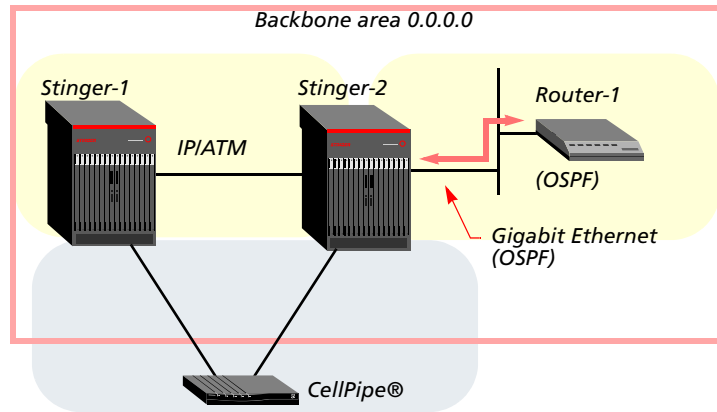 Backbone area 0.0.0.0
Stinger-1
Stinger-2
Router-1
IP/ATM
(OSPF)
Gigabit Ethernet
(OSPF)
CellPipe®